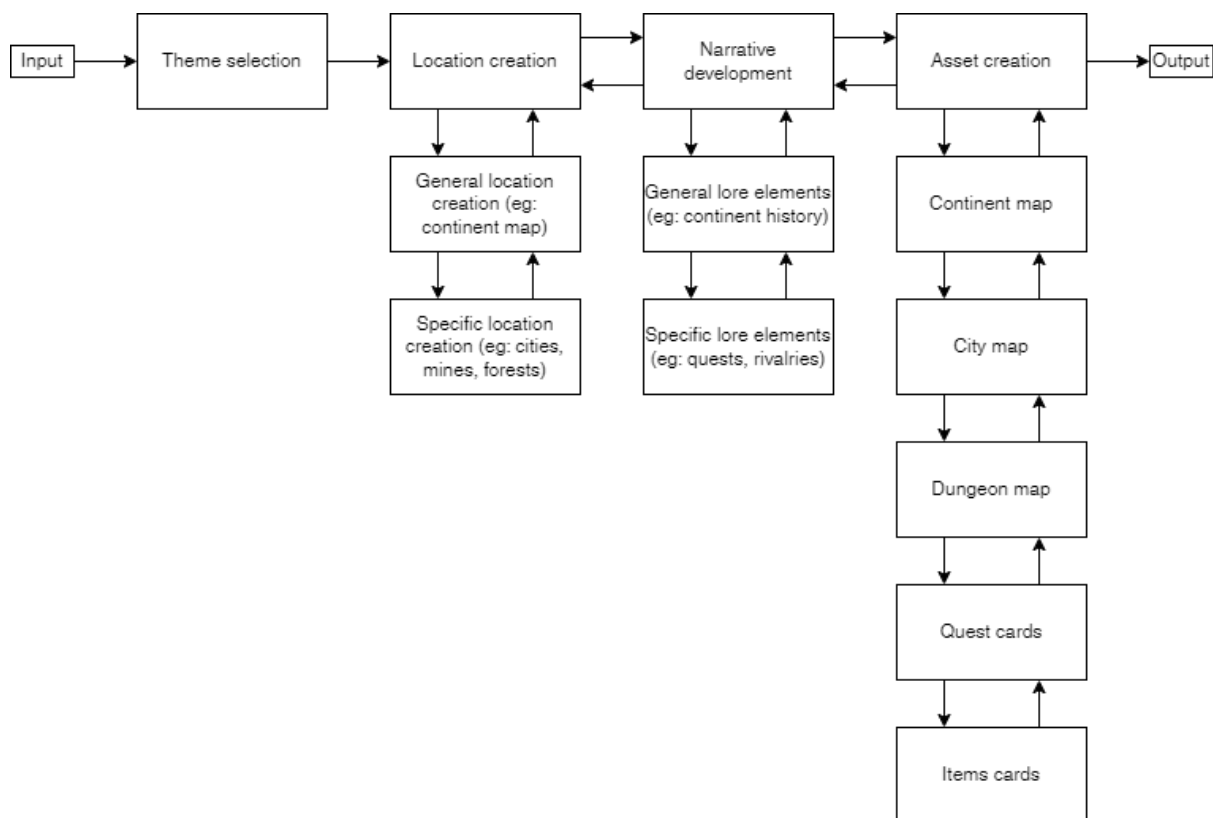 Input
Theme selection
Location creation
Narrative
development
Asset creation
Output
General location
creation (eg:
continent map)
General lore elements
(eg: continent history)
Continent map
Specific location
creation (eg: cities,
mines, forests)
Specific lore elements
(eg: quests, rivalries)
City map
Dungeon map
Quest cards
Items cards